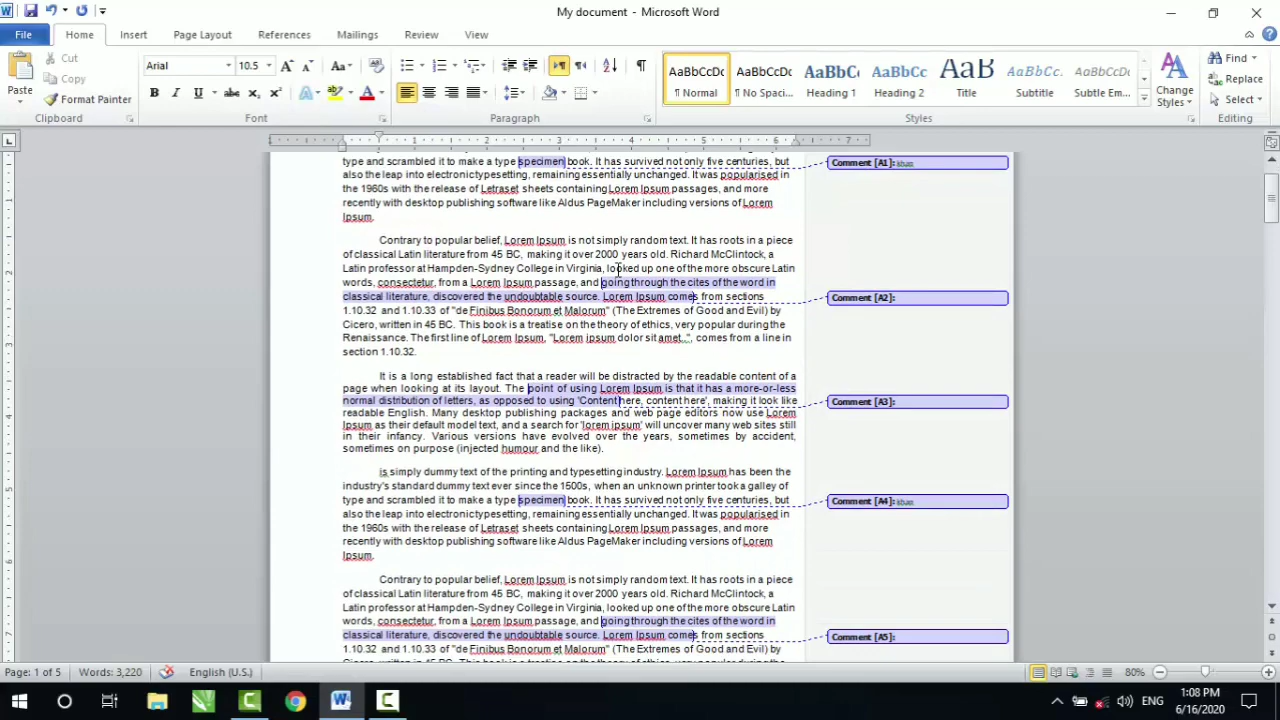 My document - Microsoft Word
File Home Insert Page Layout References Mailings Review View
Cut
Copy
Paste
Format Painter
Clipboard
Arial 10.5
Font
Paragraph
AaBbCcDc AaBbCcDc AaBbC AaBbCc AaB AaBbCc. AaBbCcDc
¶ Normal ¶ No Spaci... Heading 1 Heading 2 Title Subtitle Subtle Em...
Styles
Change
Styles
Find
Replace
Select
Editing
1 1 2 3 4 5 6 7
type and scrambled it to make a type specimen book. It has survived not only five centuries, but
also the leap into electronictypesetting, remaining essentially unchanged. It was popularised in
the 1960s with the release of Letraset sheets containing Lorem Ipsum passages, and more
recently with desktop publishing software like Aldus PageMaker including versions of Lorem
Ipsum.
Comment [A1]:
Contrary to popular belief, Lorem Ipsum is not simply random text. It has roots in a piece
of classical Latin literature from 45 BC, making it over 2000 years old. Richard McClintock, a
Latin professor at Hampden-Sydney College in Virginia, looked up one of the more obscure Latin
words, consectetur, from a Lorem Ipsum passage, and going through the cites of the word in
classical literature, discovered the undoubtable source. Lorem Ipsum comes from sections
1.10.32 and 1.10.33 of "de Finibus Bonorum et Malorum" (The Extremes of Good and Evil) by
Cicero, written in 45 BC. This book is a treatise on the theory of ethics, very popular during the
Renaissance. The first line of Lorem Ipsum, "Lorem ipsum dolor sit amet..", comes from a line in
section 1.10.32.
Comment [A2]:
It is a long established fact that a reader will be distracted by the readable content of a
page when looking at its layout. The point of using Lorem Ipsum is that it has a more-or-less
normal distribution of letters, as opposed to using 'Content here, content here', making it look like
readable English. Many desktop publishing packages and web page editors now use Lorem
Ipsum as their default model text, and a search for 'lorem ipsum' will uncover many web sites still
in their infancy. Various versions have evolved over the years, sometimes by accident,
sometimes on purpose (injected humour and the like).
Comment [A3]:
is simply dummy text of the printing and typesetting industry. Lorem Ipsum has been the
industry's standard dummy text ever since the 1500s, when an unknown printer took a galley of
type and scrambled it to make a type specimen book. It has survived not only five centuries, but
also the leap into electronictypesetting, remaining essentially unchanged. It was popularised in
the 1960s with the release of Letraset sheets containing Lorem Ipsum passages, and more
recently with desktop publishing software like Aldus PageMaker including versions of Lorem
Ipsum.
Comment [A4]:
Contrary to popular belief, Lorem Ipsum is not simply random text. It has roots in a piece
of classical Latin literature from 45 BC, making it over 2000 years old. Richard McClintock, a
Latin professor at Hampden-Sydney College in Virginia, looked up one of the more obscure Latin
words, consectetur, from a Lorem Ipsum passage, and going through the cites of the word in
classical literature, discovered the undoubtable source. Lorem Ipsum comes from sections
1.10.32 and 1.10.33 of "de Finibus Bonorum et Malorum" (The Extremes of Good and Evil) by
Comment [A5]:
Page: 1 of 5 Words: 3,220 English (U.S.) 80%
ENG
1:08 PM
6/16/2020